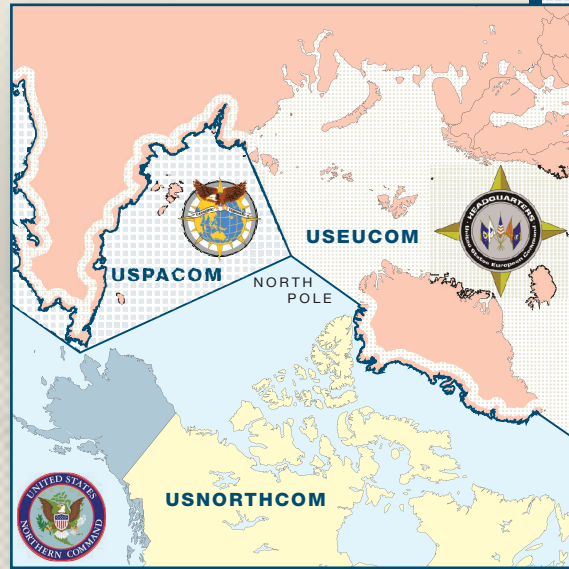 HEADQUARTERS
United States European Command
USEUCOM
USPACOM
NORTH
POLE
USNORTHCOM
UNITED STATES
NORTHERN COMMAND